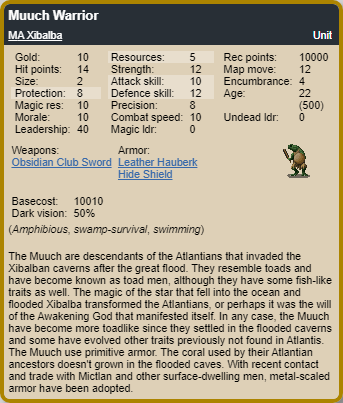 Muuch Warrior
MA Xibalba Unit
Gold: 10 Resources: 5 Rec points: 10000
Hit points: 14 Strength: 12 Map move: 12
Size: 2 Attack skill: 10 Encumbrance: 4
Protection: 8 Defence skill: 12 Age: 22
Magic res: 10 Precision: 8 (500)
Morale: 10 Combat speed: 10 Undead ldr: 0
Leadership: 40 Magic ldr: 0
Weapons: Armor:
Obsidian Club Sword Leather Hauberk
Hide Shield
Basecost: 10010
Dark vision: 50%
(Amphibious, swamp-survival, swimming)
The Muuch are descendants of the Atlantians that invaded the
Xibalban caverns after the great flood. They resemble toads and
have become known as toad men, although they have some fish-like
traits as well. The magic of the star that fell into the ocean and
flooded Xibalba transformed the Atlantians, or perhaps it was the will
of the Awakening God that manifested itself. In any case, the Muuch
have become more toadlike since they settled in the flooded caverns
and some have evolved other traits previously not found in Atlantis.
The Muuch use primitive armor. The coral used by their Atlantian
ancestors doesn't grown in the flooded caves. With recent contact
and trade with Mictlan and other surface-dwelling men, metal-scaled
armor have been adopted.